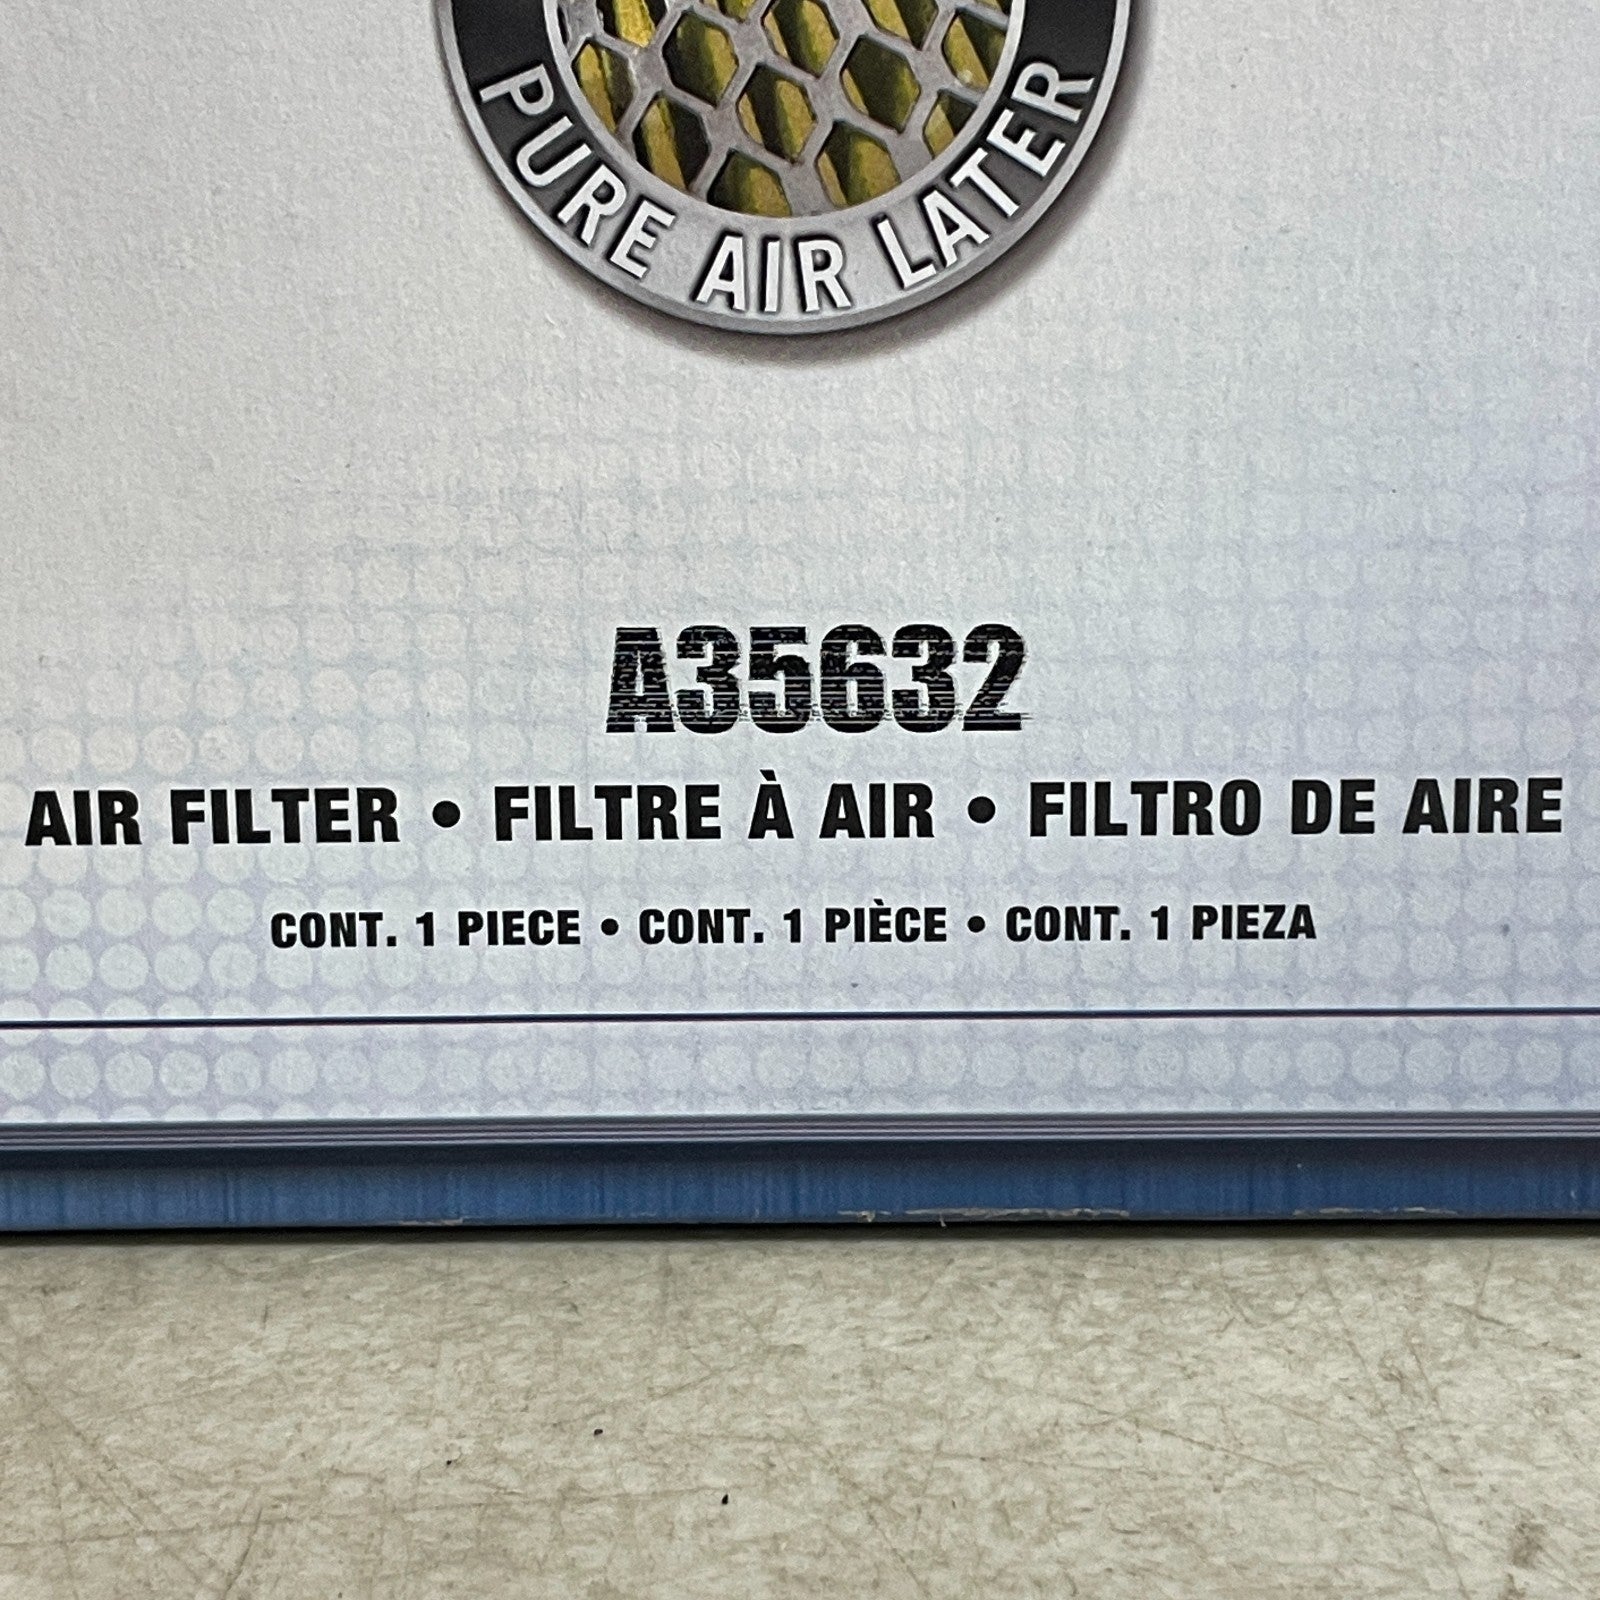 PURE AIR LATER
A35632
AIR FILTER • FILTRE À AIR • FILTRO DE AIRE
CONT. 1 PIECE • CONT. 1 PIÈCE • CONT. 1 PIEZA